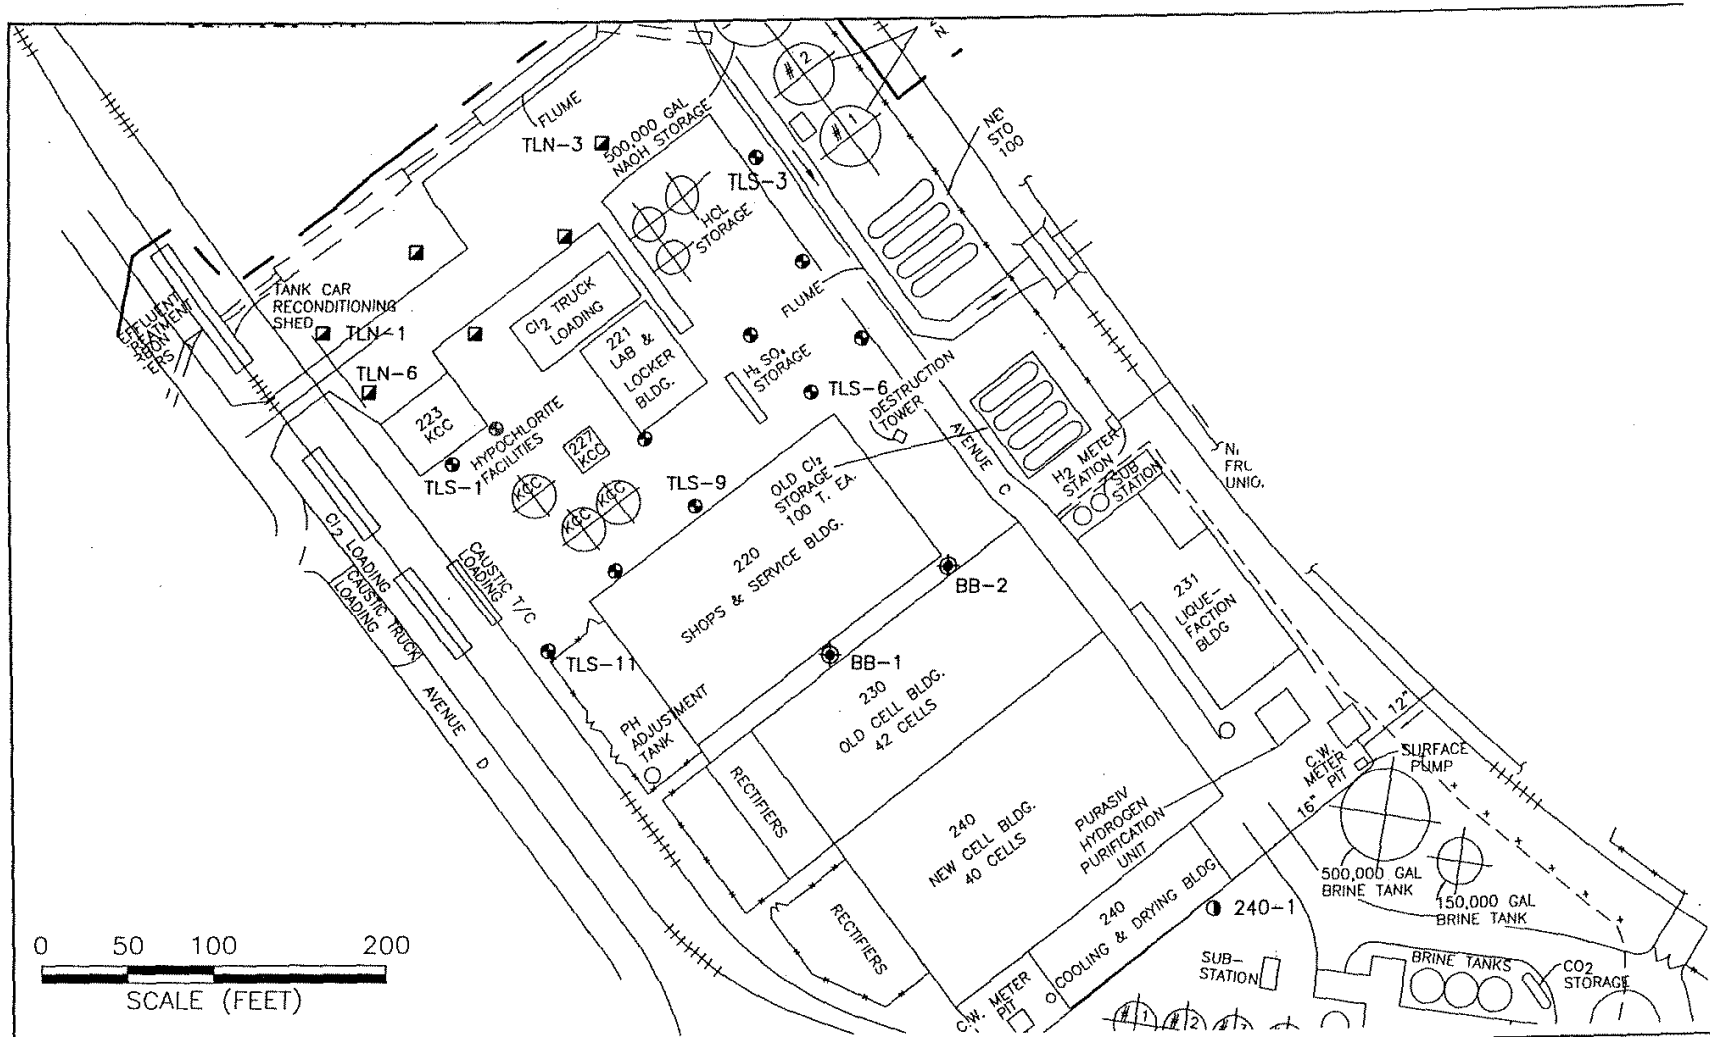 # 2
# 1
FLUME
TLN-3
500,000 GAL
NAOH STORAGE
TLS-3
HCL
STORAGE
100
TANK CAR
RECONDITIONING
SHED
TLN-1
TLN-6
Cl2 TRUCK
LOADING
221
LAB &
LOCKER
BLDG.
FLUME
H2 SO4
STORAGE
TLS-6
DESTRUCTION
TOWER
AVENUE C
223
KCC
HYPOCHLORITE
FACILITIES
227
KCC
TLS-1
KCC
KCC
KCC
TLS-9
OLD Cl2
STORAGE
100 T. EA.
H2 METER
STATION
SUB
STATION
220
SHOPS & SERVICE BLDG.
Cl2 LOADING
CAUSTIC TRUCK
LOADING
CAUSTIC T/C
LOADING
TLS-11
BB-2
BB-1
231
LIQUE-
FACTION
BLDG
AVENUE D
PH
ADJUSTMENT
TANK
230
OLD CELL BLDG.
42 CELLS
RECTIFIERS
12"
C.W.
METER
PIT
16"
SURFACE
PUMP
240
NEW CELL BLDG.
40 CELLS
PURASIV
HYDROGEN
PURIFICATION
UNIT
500,000 GAL
BRINE TANK
150,000 GAL
BRINE TANK
RECTIFIERS
240
COOLING & DRYING BLDG.
240-1
SUB-
STATION
BRINE TANKS
CO2
STORAGE
C.W. METER
PIT
#1
#2
0 50 100 200
SCALE (FEET)